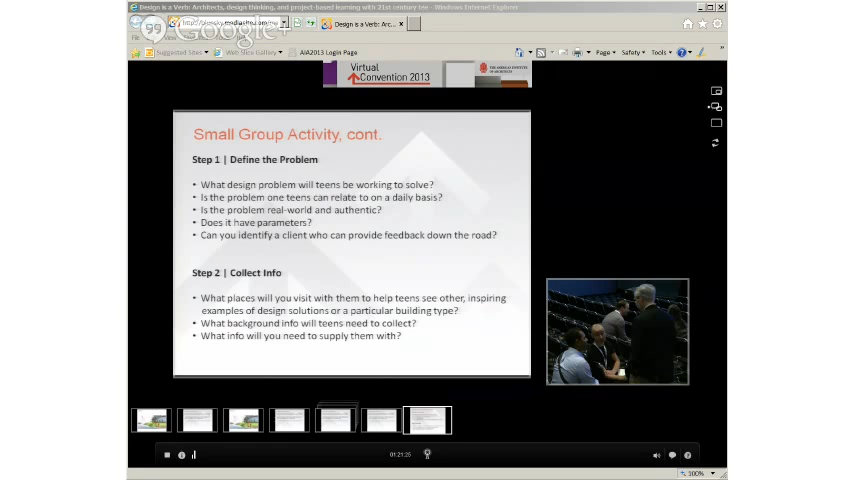 Design is a Verb: Architects, design thinking, and project-based learning with 21st century tee - Windows Internet Explorer
Google+
Design is a Verb: Arc...
Suggested Sites
Web Slice Gallery
AIA2013 Login Page
Page
Safety
Tools
Virtual
Convention 2013
THE AMERICAN INSTITUTE
OF ARCHITECTS
Small Group Activity, cont.
Step 1 | Define the Problem
• What design problem will teens be working to solve?
• Is the problem one teens can relate to on a daily basis?
• Is the problem real-world and authentic?
• Does it have parameters?
• Can you identify a client who can provide feedback down the road?
Step 2 | Collect Info
• What places will you visit with them to help teens see other, inspiring
examples of design solutions or a particular building type?
• What background info will teens need to collect?
• What info will you need to supply them with?
01:21:25
100%